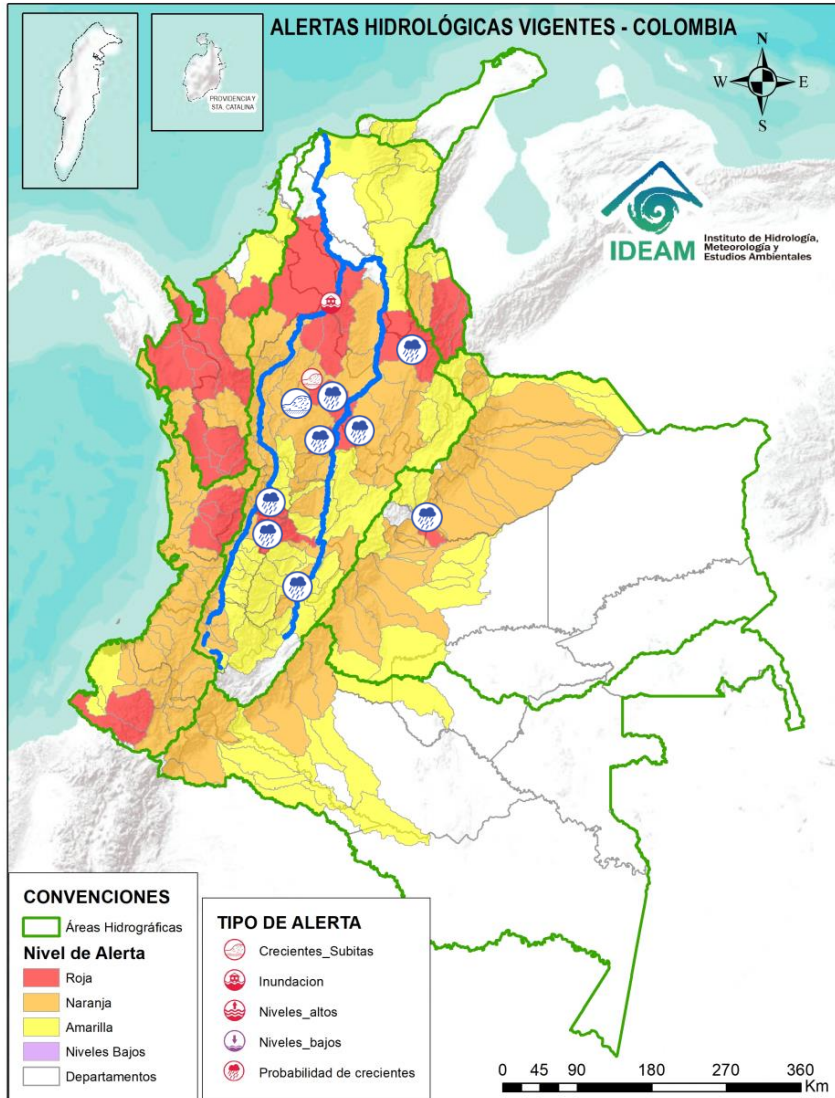 ALERTAS HIDROLÓGICAS VIGENTES - COLOMBIA
PROVIDENCIA Y
STA. CATALINA
N
W
E
S
IDEAM
Instituto de Hidrología,
Meteorología y
Estudios Ambientales
CONVENCIONES
Áreas Hidrográficas
Nivel de Alerta
Roja
Naranja
Amarilla
Niveles Bajos
Departamentos
TIPO DE ALERTA
Crecientes_Subitas
Inundacion
Niveles_altos
Niveles_bajos
Probabilidad de crecientes
0 45 90 180 270 360
Km